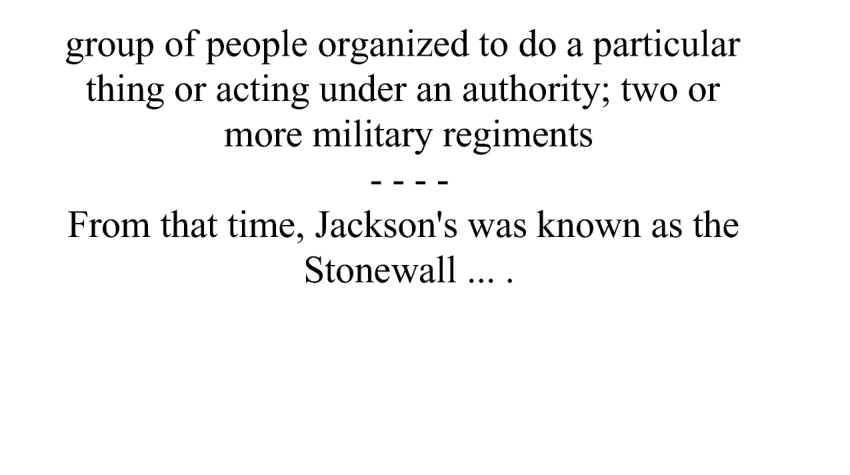 group of people organized to do a particular
thing or acting under an authority; two or
more military regiments
- - - -
From that time, Jackson's was known as the
Stonewall ... .